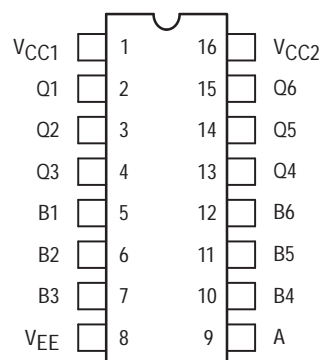 VCC1 1 16 VCC2
Q1 2 15 Q6
Q2 3 14 Q5
Q3 4 13 Q4
B1 5 12 B6
B2 6 11 B5
B3 7 10 B4
VEE 8 9 A